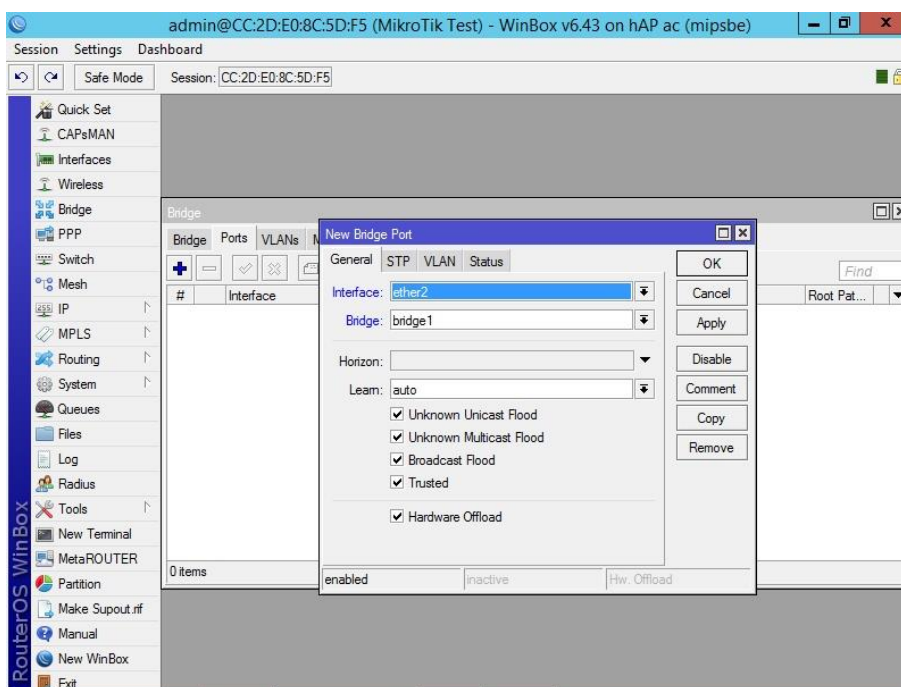 admin@CC:2D:E0:8C:5D:F5 (MikroTik Test) - WinBox v6.43 on hAP ac (mipsbe)
Session Settings Dashboard
Safe Mode Session: CC:2D:E0:8C:5D:F5
Quick Set
CAPsMAN
Interfaces
Wireless
Bridge
PPP
Switch
Mesh
IP
MPLS
Routing
System
Queues
Files
Log
Radius
Tools
New Terminal
MetaROUTER
Partition
Make Supout.rif
Manual
New WinBox
Exit
RouterOS WinBox
Bridge
Bridge Ports VLANs
# Interface
Find
Root Pat...
0 items
New Bridge Port
General STP VLAN Status
Interface: ether2
Bridge: bridge1
Horizon:
Learn: auto
Unknown Unicast Flood
Unknown Multicast Flood
Broadcast Flood
Trusted
Hardware Offload
enabled inactive Hw. Offload
OK
Cancel
Apply
Disable
Comment
Copy
Remove